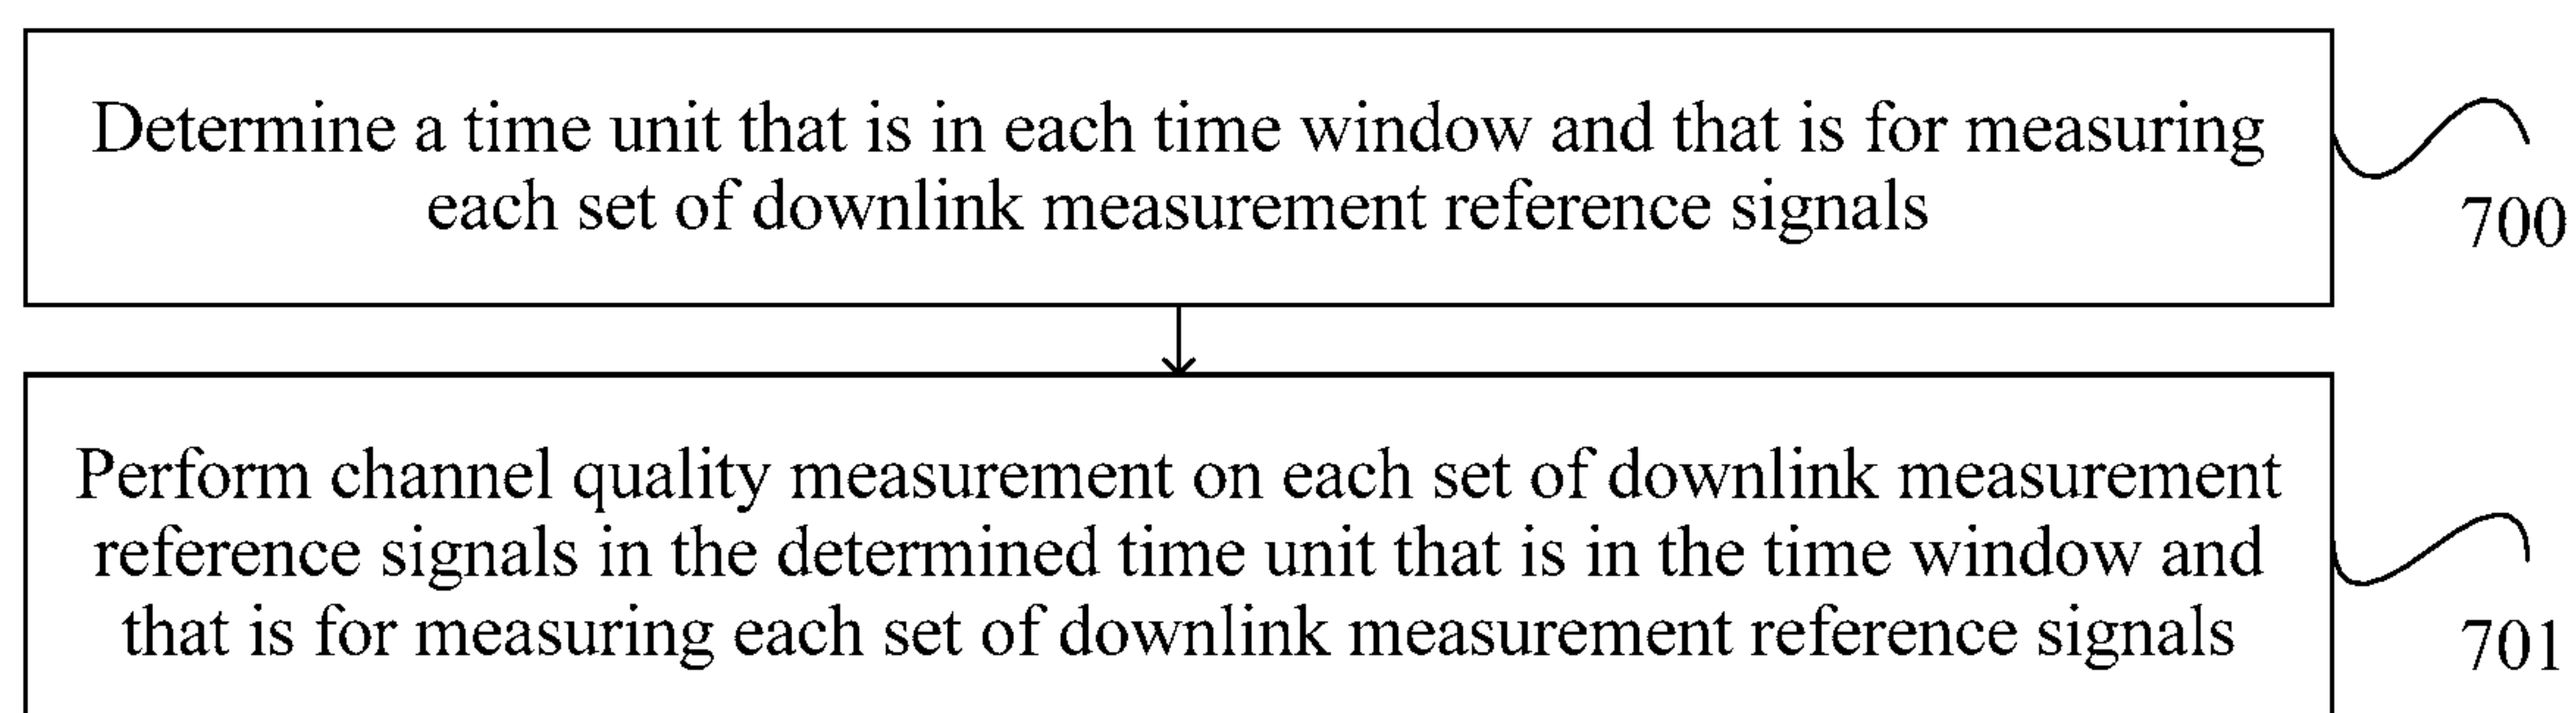 Determine a time unit that is in each time window and that is for measuring
each set of downlink measurement reference signals
700
Perform channel quality measurement on each set of downlink measurement
reference signals in the determined time unit that is in the time window and
that is for measuring each set of downlink measurement reference signals
701